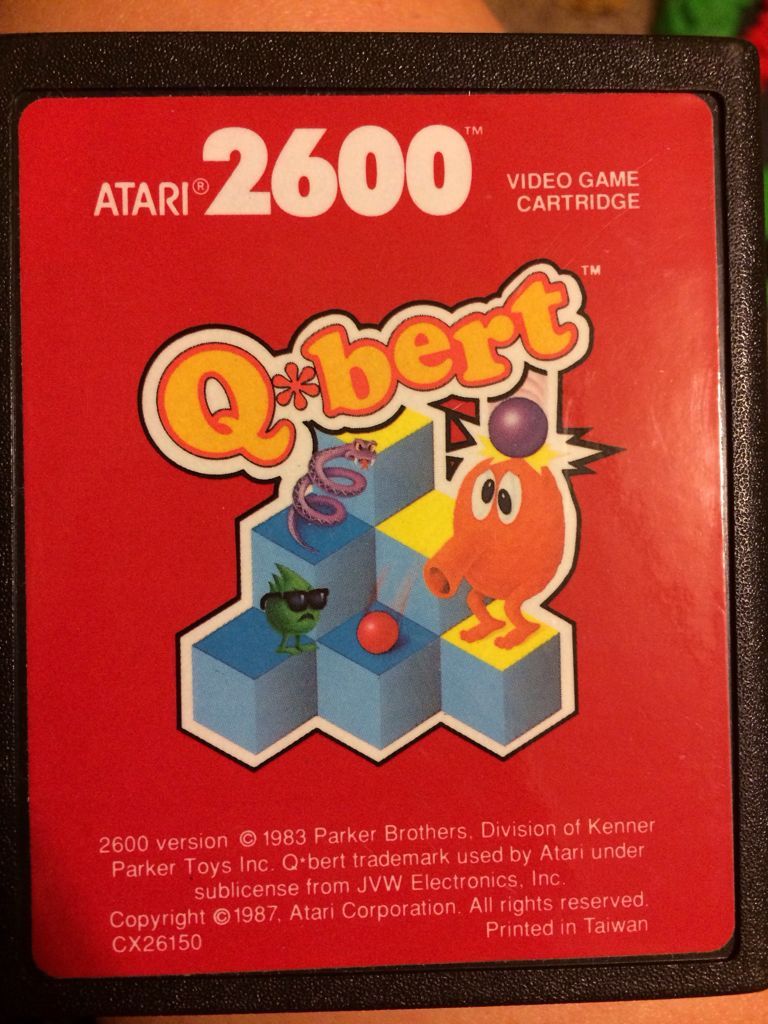 ATARI® 2600™
VIDEO GAME
CARTRIDGE
Q*bert™
2600 version © 1983 Parker Brothers, Division of Kenner
Parker Toys Inc. Q*bert trademark used by Atari under
sublicense from JVW Electronics, Inc.
Copyright ©1987, Atari Corporation. All rights reserved.
CX26150
Printed in Taiwan